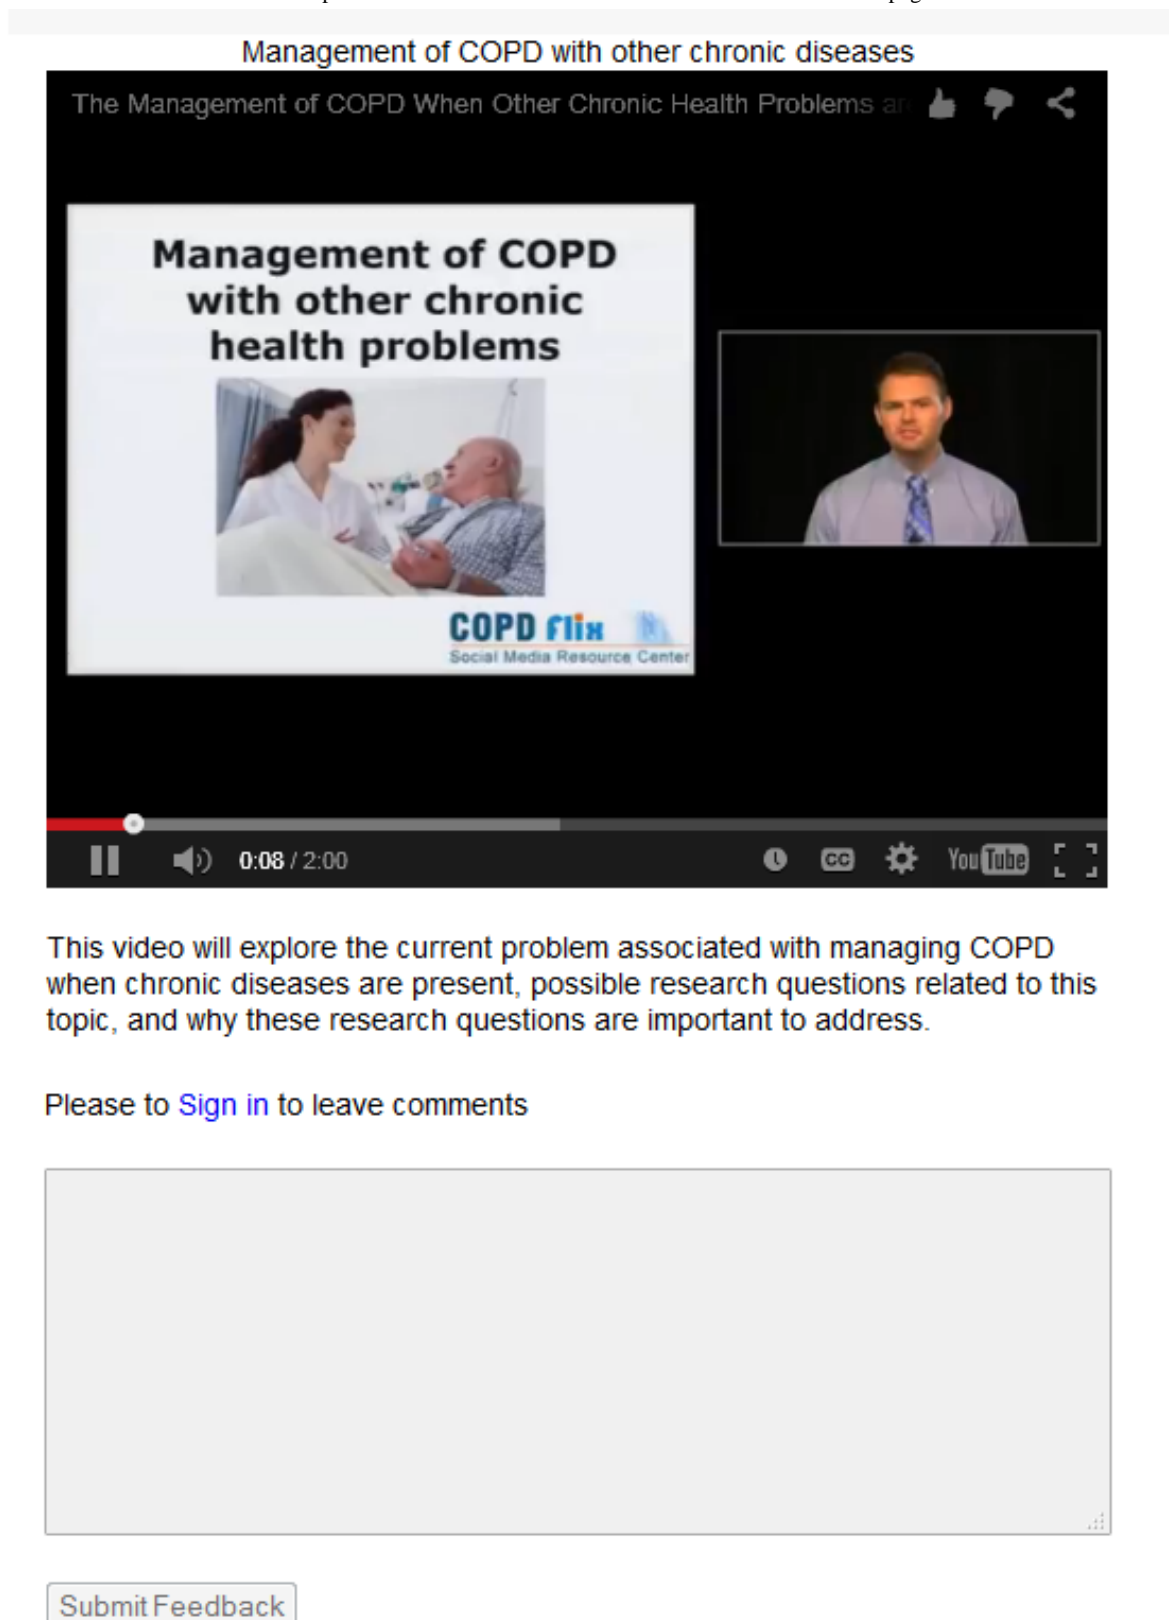 Management of COPD with other chronic diseases
The Management of COPD When Other Chronic Health Problems
Management of COPD
with other chronic
health problems
COPD flix
Social Media Resource Center
0:08 / 2:00
CC
YouTube
This video will explore the current problem associated with managing COPD
when chronic diseases are present, possible research questions related to this
topic, and why these research questions are important to address.
Please to Sign in to leave comments
Submit Feedback